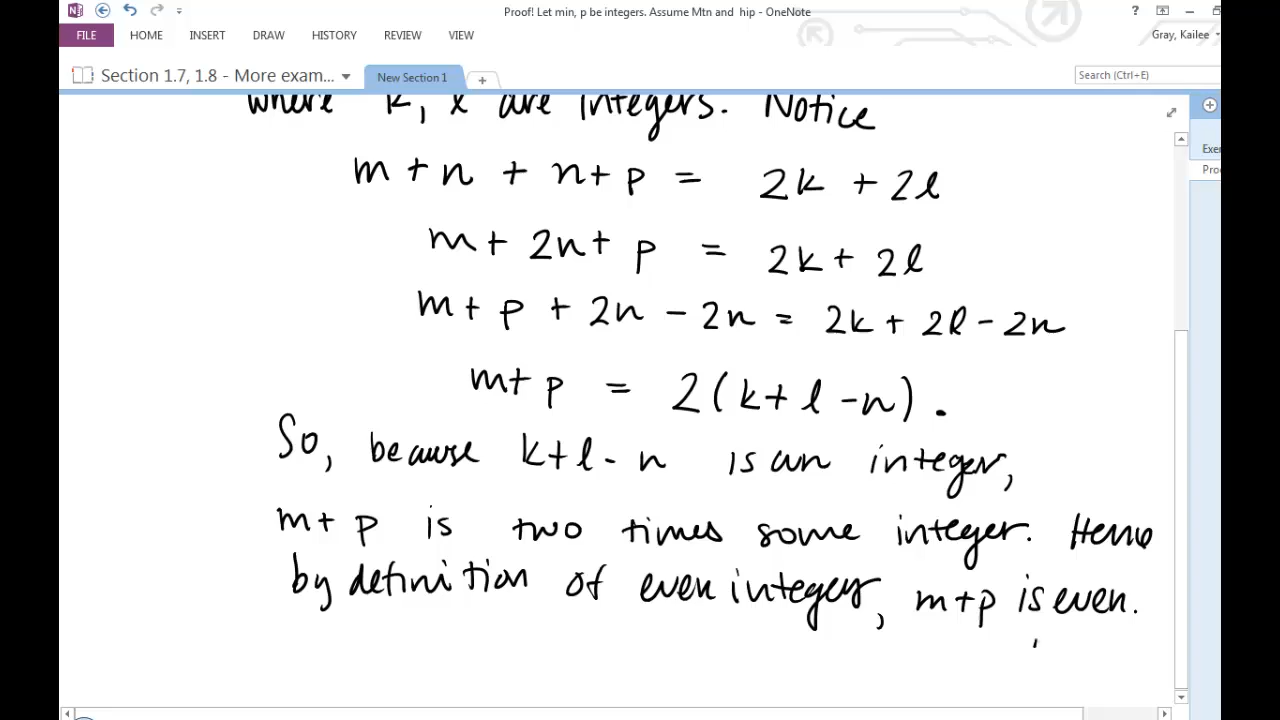 Proof! Let min, p be integers. Assume Mtn and hip - OneNote
?
FILE HOME INSERT DRAW HISTORY REVIEW VIEW
Gray, Kailee
Section 1.7, 1.8 - More exam...
New Section 1
+
Search (Ctrl+E)
where k, l are integers. Notice
Exer
Proo
m+n + n+p = 2k + 2l
m+ 2n+ p = 2k+ 2l
m+ p + 2n - 2n = 2k + 2l - 2n
m+ p = 2(k+ l -n).
So, because k+l- n is an integer,
m+ p is two times some integer. Hence
by definition of even integers, m+p is even.